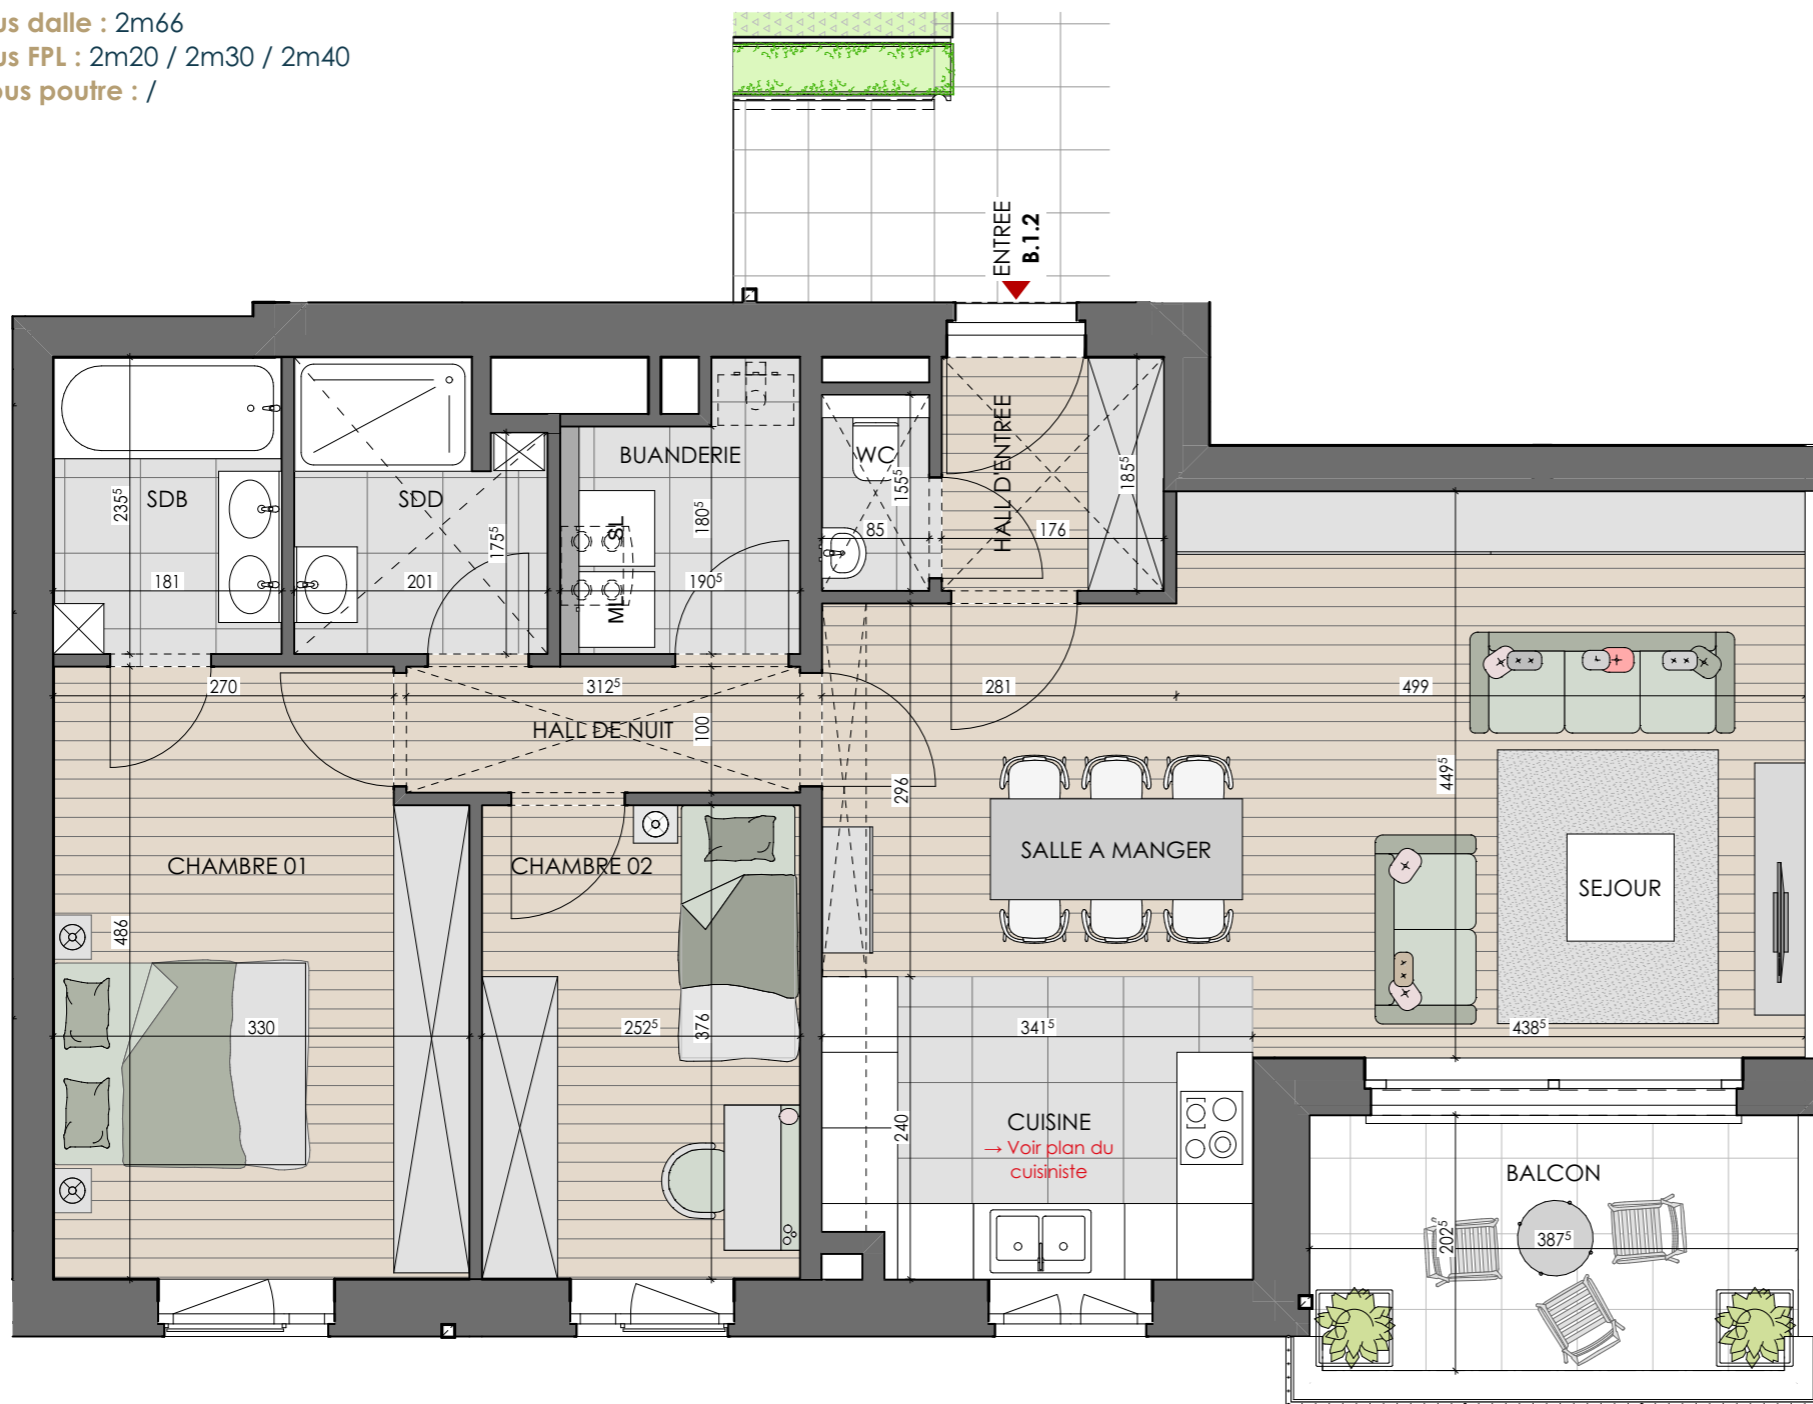 us dalle : 2m66
us FPL : 2m20 / 2m30 / 2m40
ous poutre : /
ENTREE
B.1.2
SDB
235⁵
181
SDD
175⁵
201
BUANDERIE
180⁵
SL
ML
190⁵
WC
155⁵
85
HALL D'ENTREE
176
185⁵
270
312⁵
281
499
HALL DE NUIT
100
296
449⁵
SALLE A MANGER
SEJOUR
CHAMBRE 01
486
330
CHAMBRE 02
252⁵
376
341⁵
438⁵
240
CUISINE
→ Voir plan du
cuisiniste
BALCON
202⁵
387⁵